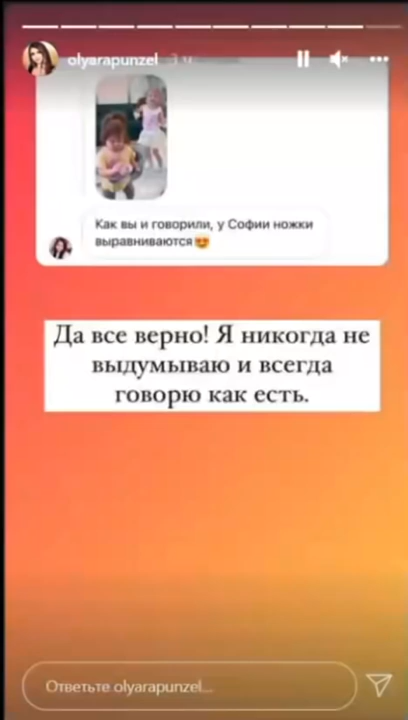 olyarapunzel
Как вы и говорили, у Софии ножки
выравниваются😍
Да все верно! Я никогда не
выдумываю и всегда
говорю как есть.
Ответьте olyarapunzel...